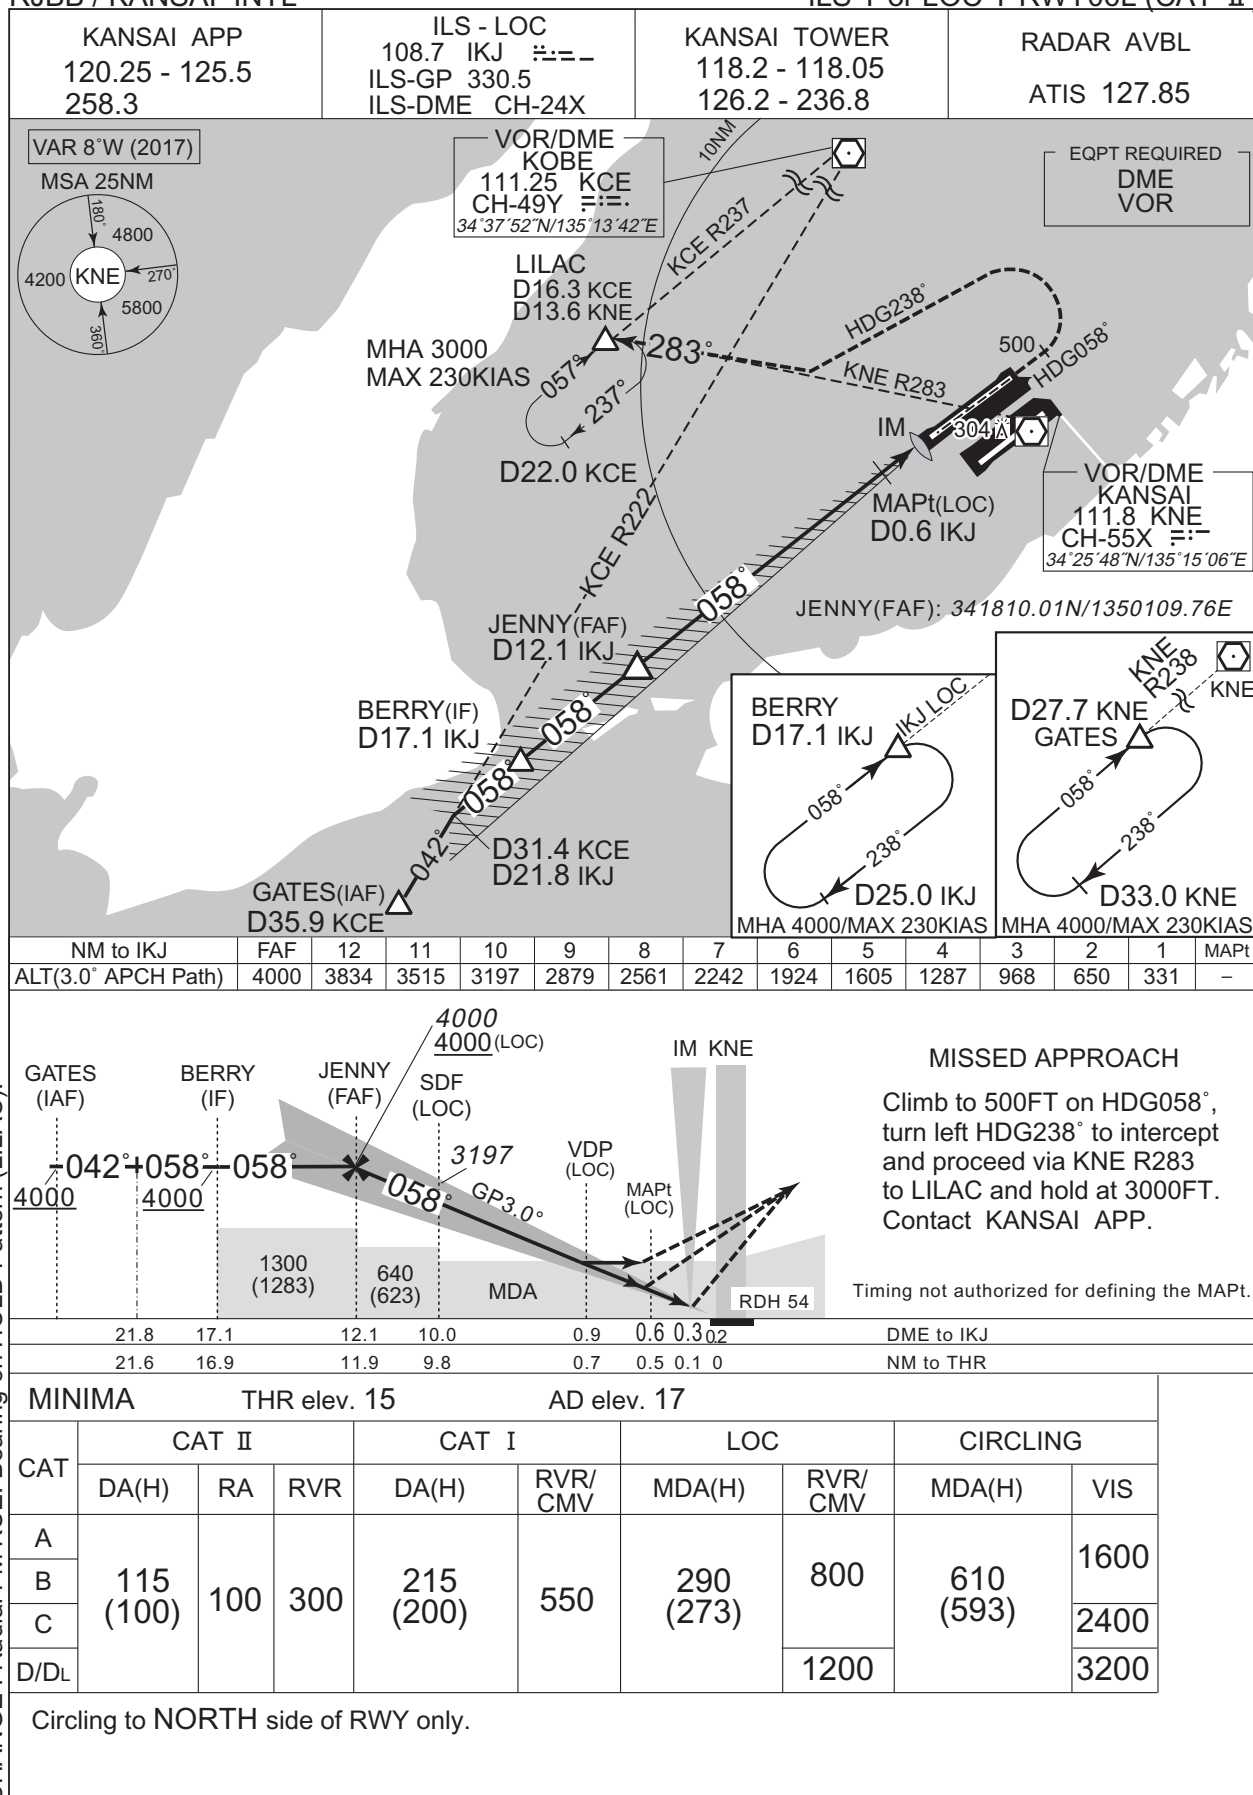 RJBB / KANSAI INTL
ILS Y or LOC Y RWY06L (CAT Ⅱ)
KANSAI APP
120.25 - 125.5
258.3
ILS - LOC
108.7 IKJ
ILS-GP 330.5
ILS-DME CH-24X
KANSAI TOWER
118.2 - 118.05
126.2 - 236.8
RADAR AVBL
ATIS 127.85
VAR 8°W (2017)
MSA 25NM
180°
4800
4200
KNE
270°
5800
360°
VOR/DME
KOBE
111.25 KCE
CH-49Y
34°37´52˝N/135°13´42˝E
10NM
EQPT REQUIRED
DME
VOR
LILAC
D16.3 KCE
D13.6 KNE
KCE R237
HDG238°
MHA 3000
MAX 230KIAS
283°
057°
237°
500
HDG058°
KNE R283
IM
304
D22.0 KCE
KCE R222
MAPt(LOC)
D0.6 IKJ
VOR/DME
KANSAI
111.8 KNE
CH-55X
34°25´48˝N/135°15´06˝E
058°
JENNY(FAF): 341810.01N/1350109.76E
JENNY(FAF)
D12.1 IKJ
BERRY(IF)
D17.1 IKJ
058°
058°
042°
D31.4 KCE
D21.8 IKJ
GATES(IAF)
D35.9 KCE
BERRY
D17.1 IKJ
IKJ LOC
058°
238°
D25.0 IKJ
MHA 4000/MAX 230KIAS
KNE
R238
KNE
D27.7 KNE
GATES
058°
238°
D33.0 KNE
MHA 4000/MAX 230KIAS
NM to IKJ FAF 12 11 10 9 8 7 6 5 4 3 2 1 MAPt
ALT(3.0° APCH Path) 4000 3834 3515 3197 2879 2561 2242 1924 1605 1287 968 650 331 –
4000
4000 (LOC)
GATES
(IAF)
BERRY
(IF)
JENNY
(FAF)
SDF
(LOC)
IM KNE
042° 058° 058°
4000
4000
3197
058°
GP3.0°
VDP
(LOC)
MAPt
(LOC)
1300
(1283)
640
(623)
MDA
RDH 54
MISSED APPROACH
Climb to 500FT on HDG058°,
turn left HDG238° to intercept
and proceed via KNE R283
to LILAC and hold at 3000FT.
Contact KANSAI APP.
Timing not authorized for defining the MAPt.
21.8 17.1 12.1 10.0 0.9 0.6 0.3 0.2 DME to IKJ
21.6 16.9 11.9 9.8 0.7 0.5 0.1 0 NM to THR
MINIMA THR elev. 15 AD elev. 17
CAT CAT Ⅱ CAT Ⅰ LOC CIRCLING
DA(H) RA RVR DA(H) RVR/CMV MDA(H) RVR/CMV MDA(H) VIS
A
B
C
D/DL
115
(100)
100
300
215
(200)
550
290
(273)
800
1200
610
(593)
1600
2400
3200
Circling to NORTH side of RWY only.